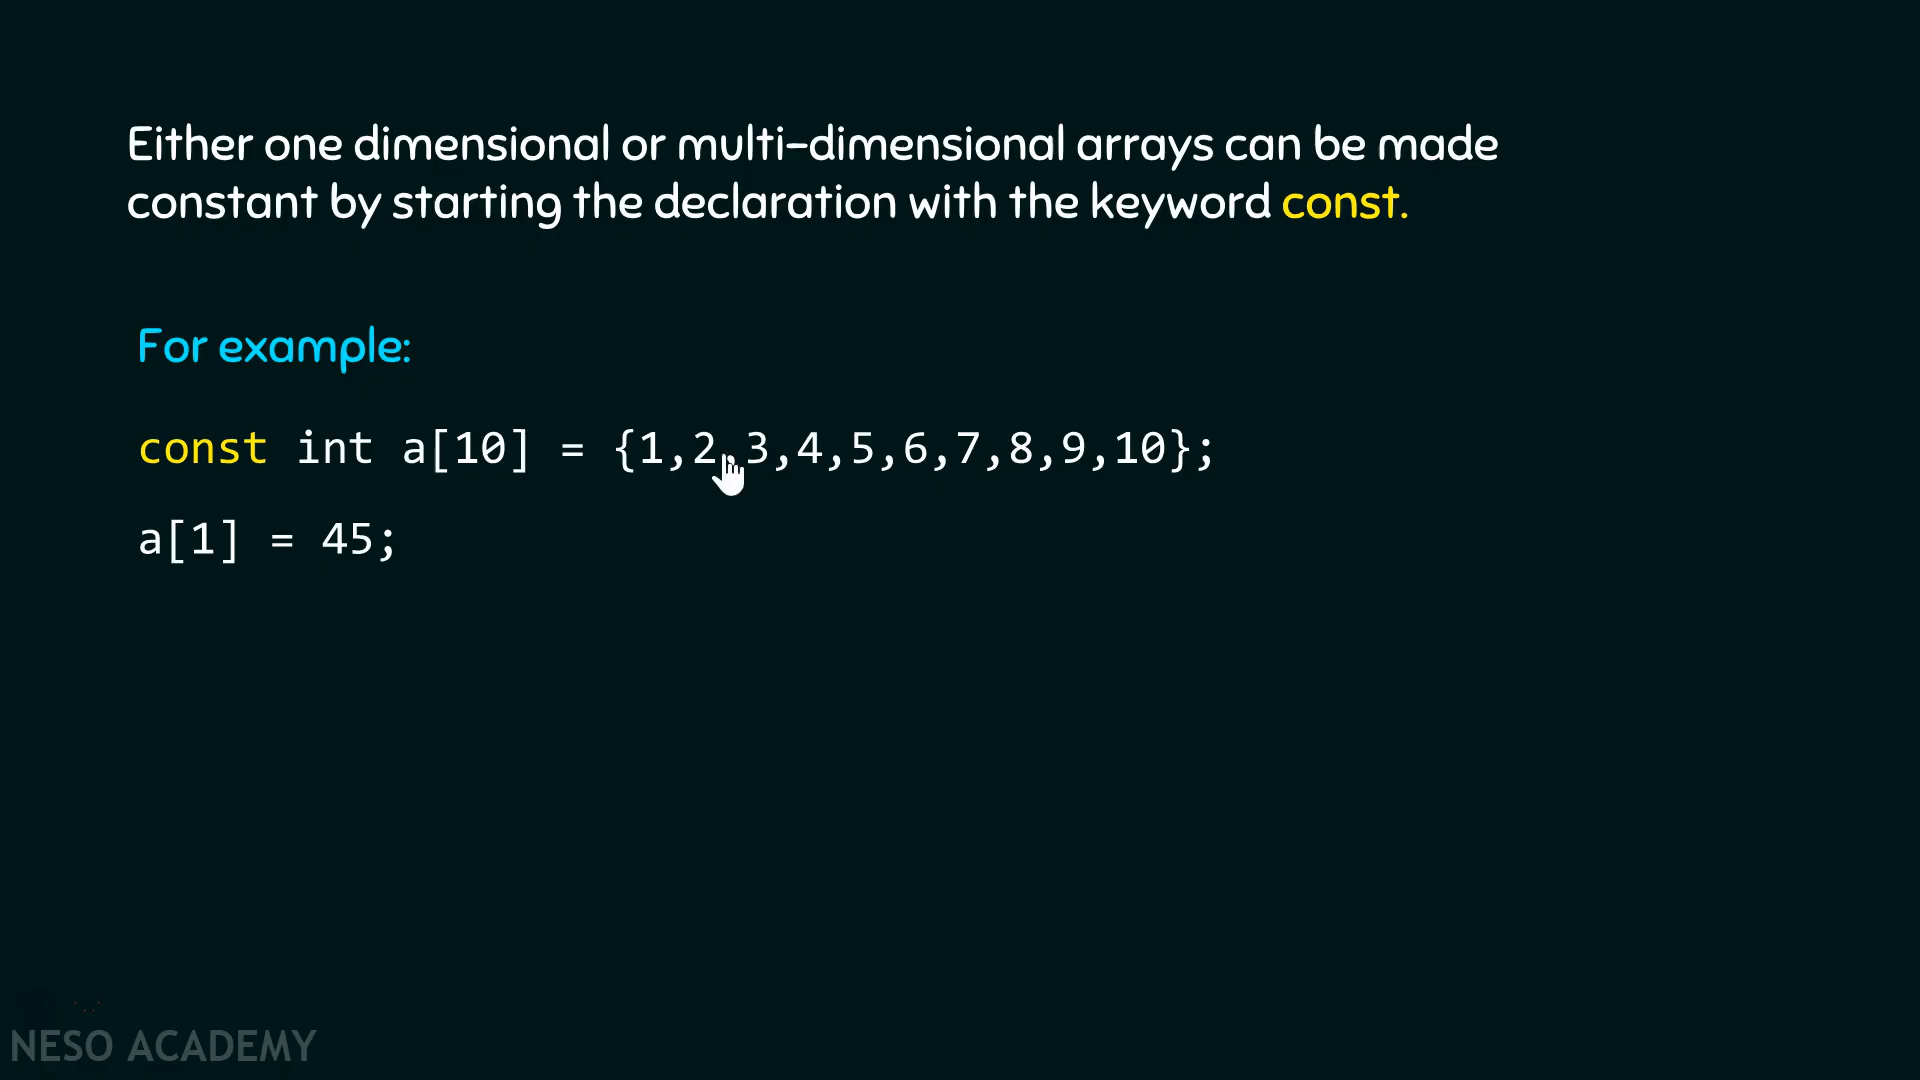 Either one dimensional or multi-dimensional arrays can be made
constant by starting the declaration with the keyword const.
For example:
const int a[10] = {1,2,3,4,5,6,7,8,9,10};
a[1] = 45;
NESO ACADEMY